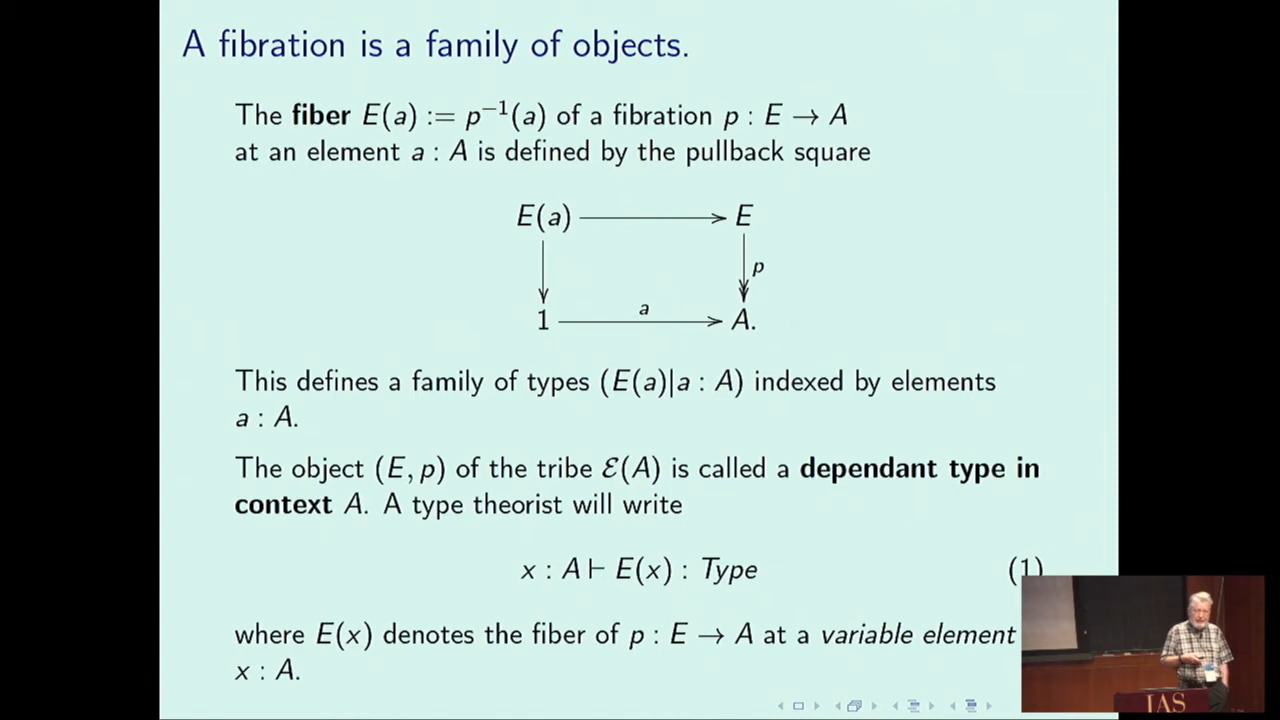 A fibration is a family of objects.
The fiber E(a) := p⁻¹(a) of a fibration p : E → A
at an element a : A is defined by the pullback square
E(a) E
p
a
1 A.
This defines a family of types (E(a)|a : A) indexed by elements
a : A.
The object (E, p) of the tribe ℰ(A) is called a dependant type in
context A. A type theorist will write
x : A ⊢ E(x) : Type (1)
where E(x) denotes the fiber of p : E → A at a variable element
x : A.
IAS